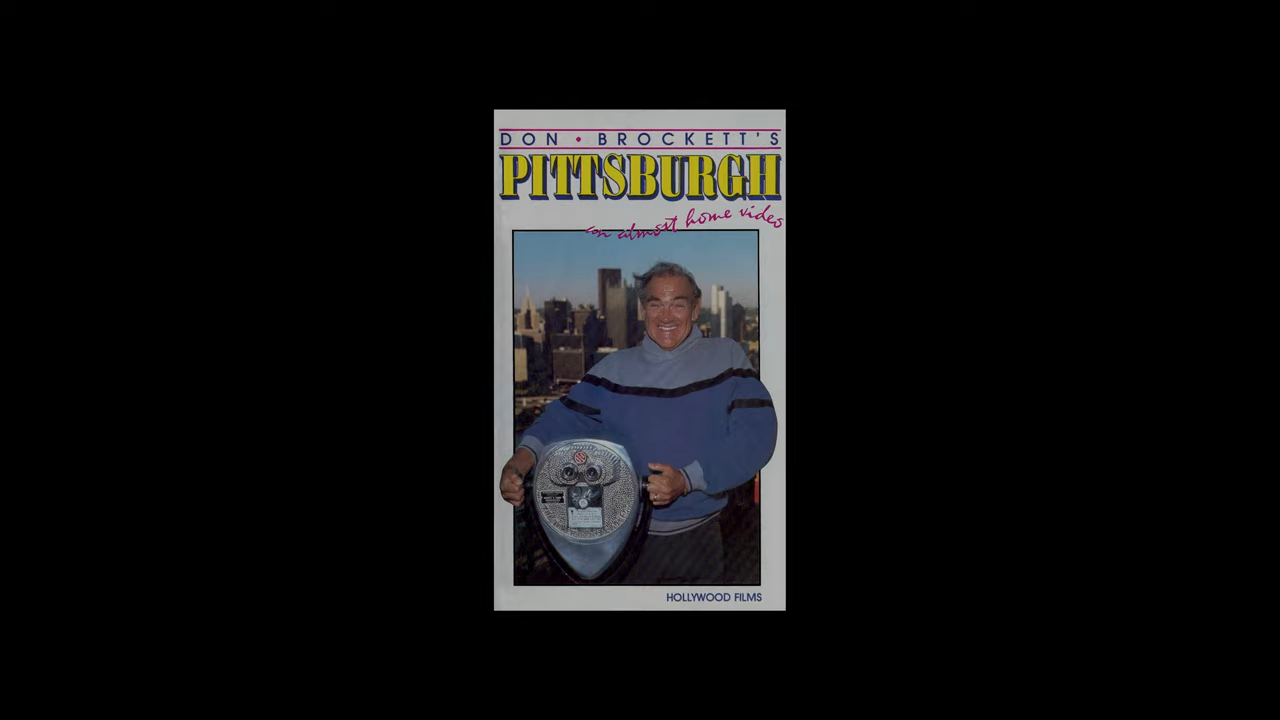 DON • BROCKETT'S
PITTSBURGH
an almost home video
HOLLYWOOD FILMS